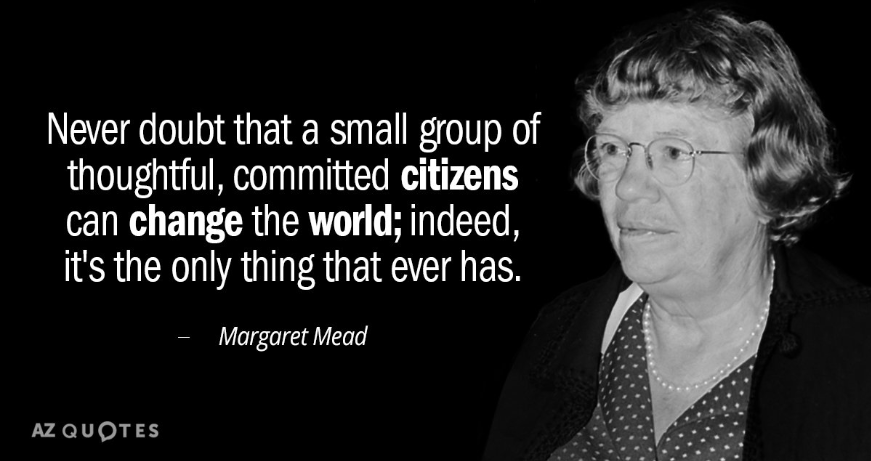 Never doubt that a small group of
thoughtful, committed citizens
can change the world; indeed,
it's the only thing that ever has.
– Margaret Mead
AZ QUOTES